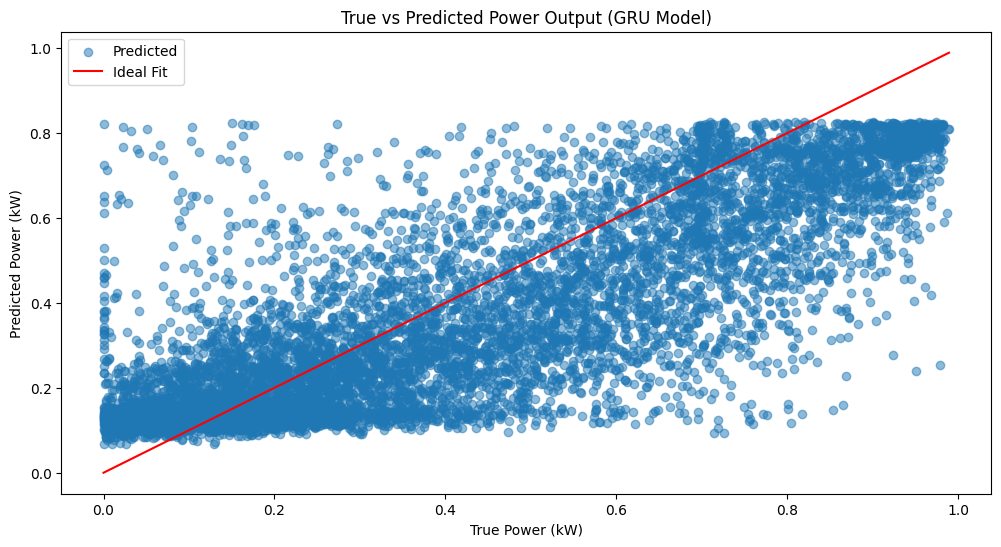 True vs Predicted Power Output (GRU Model)
Predicted
Ideal Fit
1.0
0.8
0.6
0.4
0.2
0.0
Predicted Power (kW)
0.0 0.2 0.4 0.6 0.8 1.0
True Power (kW)